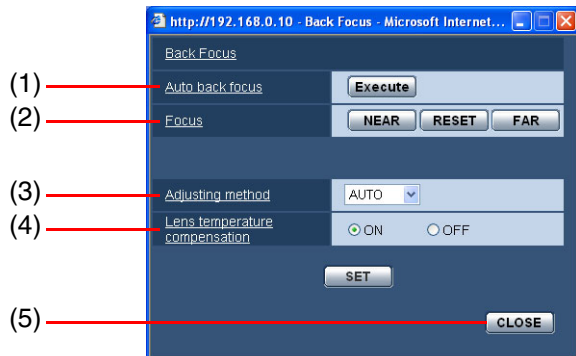 http://192.168.0.10 - Back Focus - Microsoft Internet...
Back Focus
(1) Auto back focus Execute
(2) Focus NEAR RESET FAR
(3) Adjusting method AUTO
(4) Lens temperature
compensation ON OFF
SET
(5) CLOSE